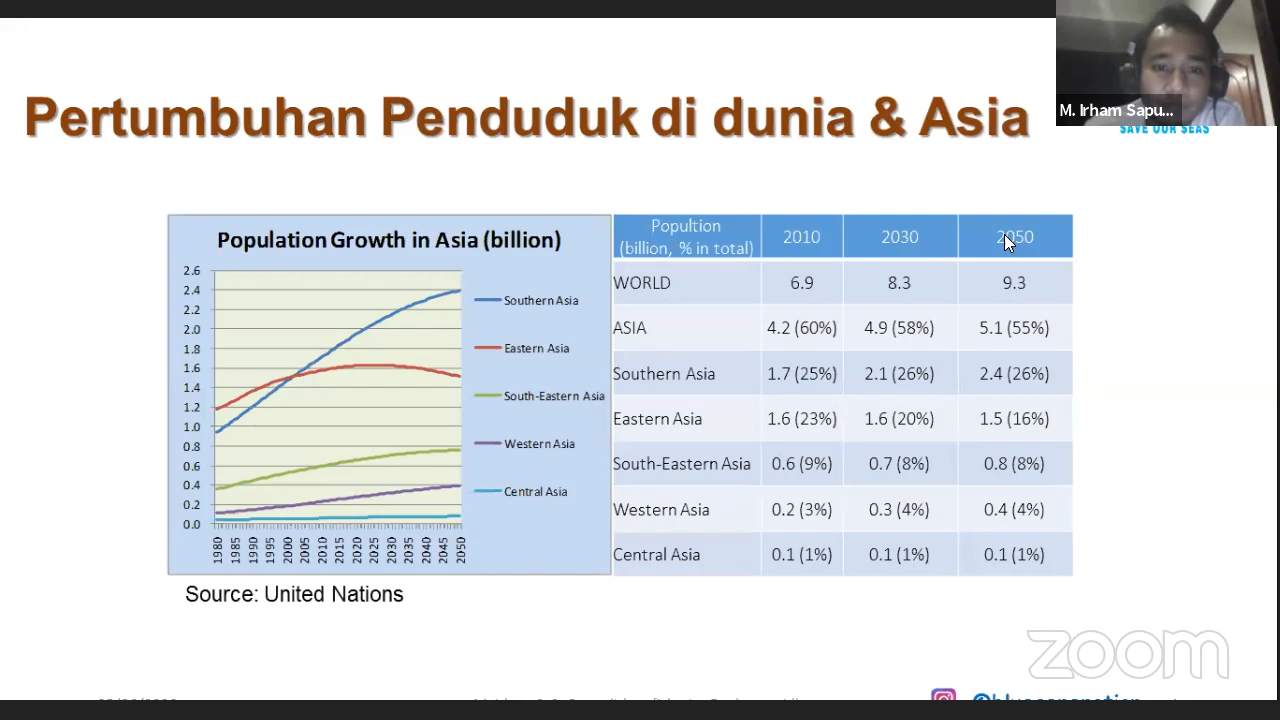 M. Irham Sapu...
SAVE OUR SEAS
Pertumbuhan Penduduk di dunia & Asia
Population Growth in Asia (billion)
2.6
2.4
2.2
2.0
1.8
1.6
1.4
1.2
1.0
0.8
0.6
0.4
0.2
0.0
1980 1985 1990 1995 2000 2005 2010 2015 2020 2025 2030 2035 2040 2045 2050
Southern Asia
Eastern Asia
South-Eastern Asia
Western Asia
Central Asia
Popultion
(billion, % in total) 2010 2030 2050
WORLD 6.9 8.3 9.3
ASIA 4.2 (60%) 4.9 (58%) 5.1 (55%)
Southern Asia 1.7 (25%) 2.1 (26%) 2.4 (26%)
Eastern Asia 1.6 (23%) 1.6 (20%) 1.5 (16%)
South-Eastern Asia 0.6 (9%) 0.7 (8%) 0.8 (8%)
Western Asia 0.2 (3%) 0.3 (4%) 0.4 (4%)
Central Asia 0.1 (1%) 0.1 (1%) 0.1 (1%)
Source: United Nations
zoom